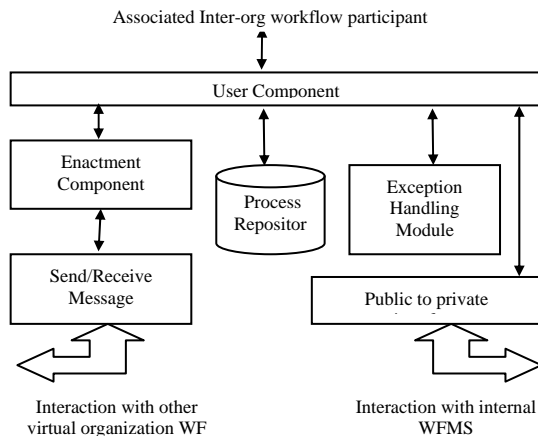 Associated Inter-org workflow participant
User Component
Enactment
Component
Process
Repositor
Exception
Handling
Module
Send/Receive
Message
Public to private
Interaction with other
virtual organization WF
Interaction with internal
WFMS